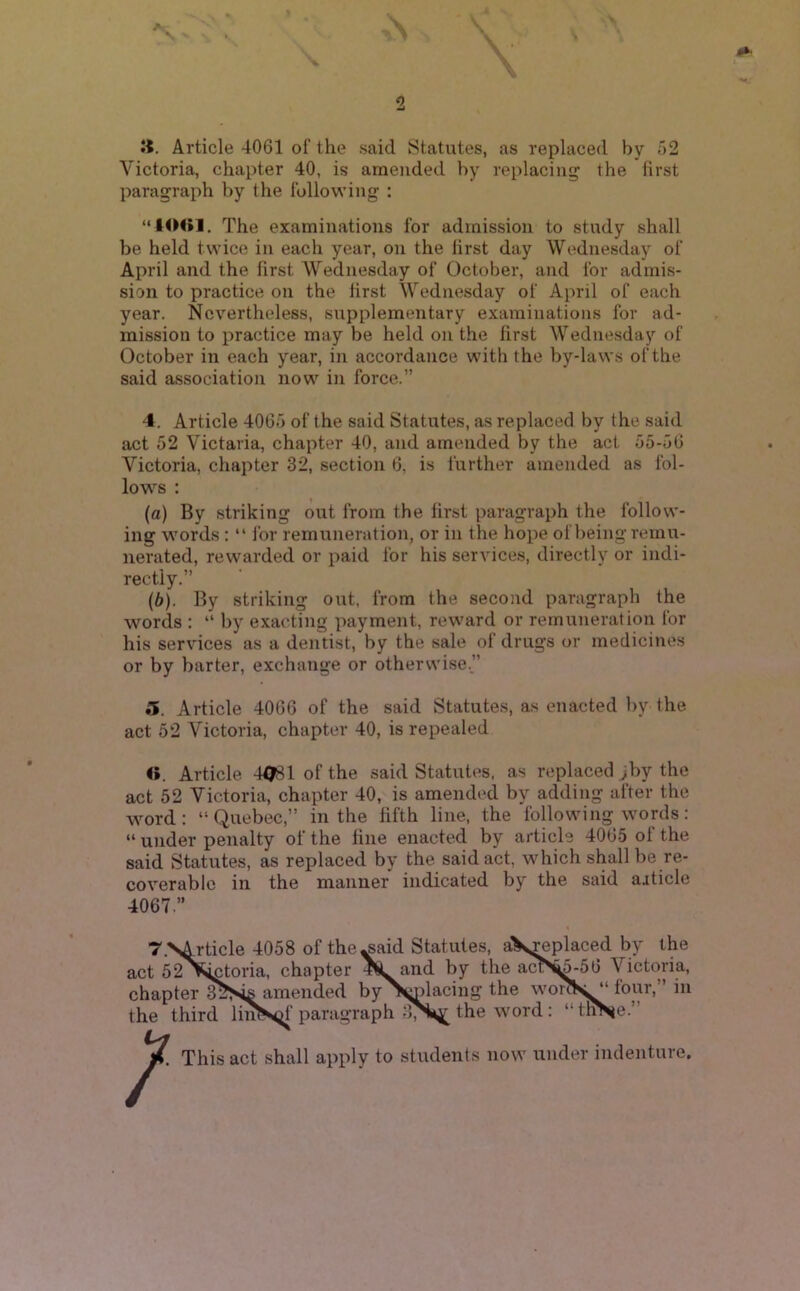 2
3. Article 4061 of the said Statutes, as replaced by 52
Victoria, chapter 40, is amended by replacing the first
paragraph by the following :
“4061. The examinations for admission to study shall
be held twice in each year, on the first day Wednesday of
April and the first Wednesday of October, and for admis-
sion to practice on the first Wednesday of April of each
year. Nevertheless, supplementary examinations for ad-
mission to practice may be held on the first Wednesday of
October in each year, in accordance with the by-laws of the
said association now in force.”
4. Article 4065 of the said Statutes, as replaced by the said
act 52 Victaria, chapter 40, and amended by the act 55-56
Victoria, chapter 32, section 6, is further amended as fol-
lows :
(a) By striking out from the first paragraph the follow-
ing words : “ for remuneration, or in the hope of being remu-
nerated, rewarded or paid for his services, directly or indi-
rectly.”
(b). By striking out, from the second paragraph the
words : “ by exacting payment, reward or remuneration for
his services as a dentist, by the sale of drugs or medicines
or by barter, exchange or otherwise.”
5. Article 4066 of the said Statutes, as enacted by the
act 52 Victoria, chapter 40, is repealed
6. Article 4081 of the said Statutes, as replaced by the
act 52 Victoria, chapter 40, is amended by adding after the
word : “ Quebec,” in the fifth line, the following words :
“ under penalty of the fine enacted by article 4065 of the
said Statutes, as replaced by the said act, which shall be re-
coverable in the manner indicated by the said article
4067.”
7. Article 4058 of the said Statutes, as replaced by the
act 52 Victoria, chapter 40, and by the act 55-56 Victoria,
chapter 32, is amended by replacing the word “ four,” in
the third line of paragraph 3, by the word : “ three.”
7. This act shall apply to students now under indenture.